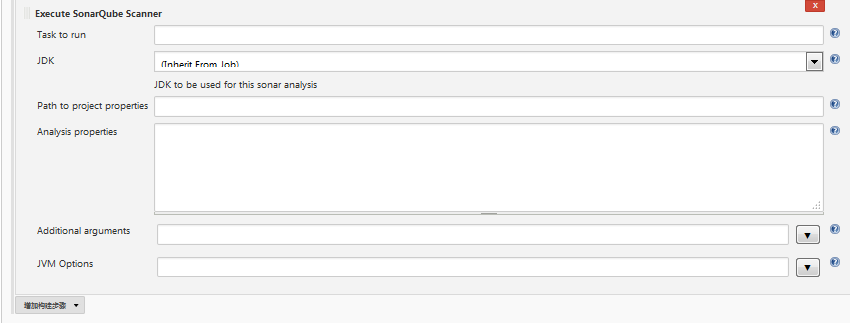 Execute SonarQube Scanner
x
Task to run
JDK
(Inherit From Job)
JDK to be used for this sonar analysis
Path to project properties
Analysis properties
Additional arguments
JVM Options
增加构建步骤